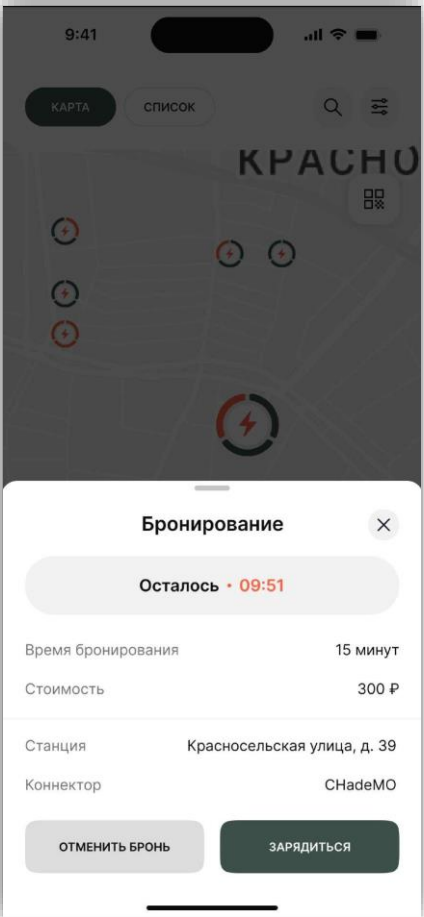 9:41
КАРТА СПИСОК
КРАСНО
Бронирование
Осталось • 09:51
Время бронирования 15 минут
Стоимость 300 ₽
Станция Красносельская улица, д. 39
Коннектор CHadeMO
ОТМЕНИТЬ БРОНЬ ЗАРЯДИТЬСЯ